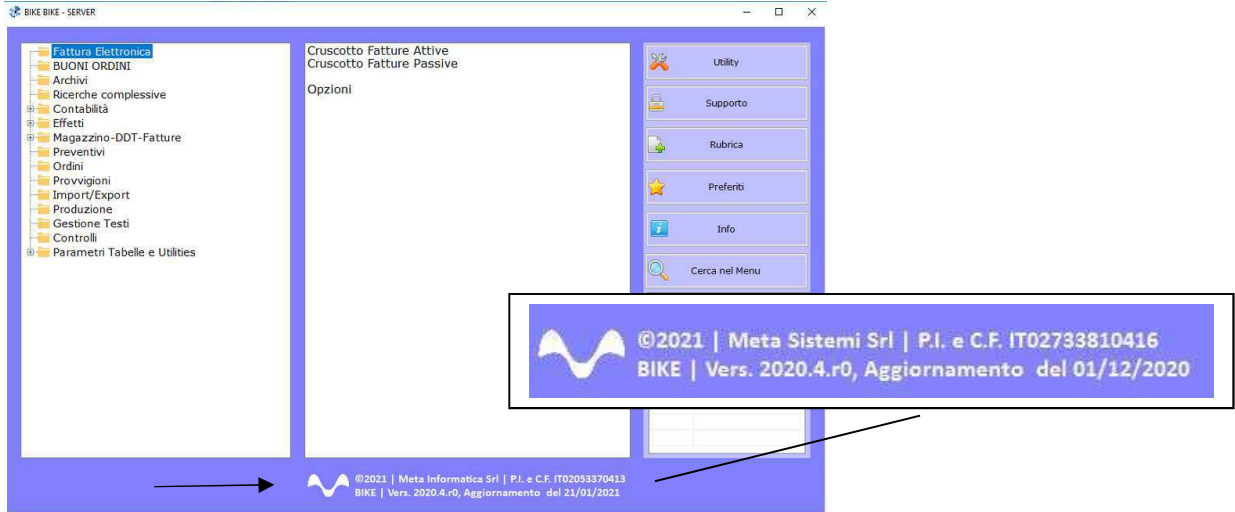 BIKE BIKE - SERVER
Fattura Elettronica
BUONI ORDINI
Archivi
Ricerche complessive
Contabilità
Effetti
Magazzino-DDT-Fatture
Preventivi
Ordini
Provvigioni
Import/Export
Produzione
Gestione Testi
Controlli
Parametri Tabelle e Utilities
Cruscotto Fatture Attive
Cruscotto Fatture Passive
Opzioni
Utility
Supporto
Rubrica
Preferiti
Info
Cerca nel Menu
©2021 | Meta Sistemi Srl | P.I. e C.F. IT02733810416
BIKE | Vers. 2020.4.r0, Aggiornamento del 01/12/2020
©2021 | Meta Informatica Srl | P.I. e C.F. IT02053370413
BIKE | Vers. 2020.4.r0, Aggiornamento del 21/01/2021